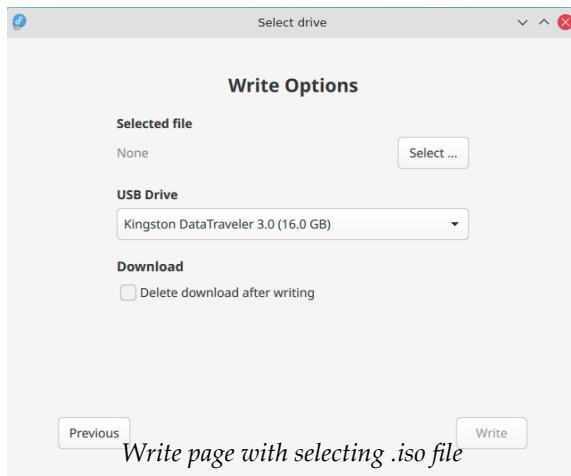 Select drive
Write Options
Selected file
None
Select ...
USB Drive
Kingston DataTraveler 3.0 (16.0 GB)
Download
Delete download after writing
Previous
Write
Write page with selecting .iso file